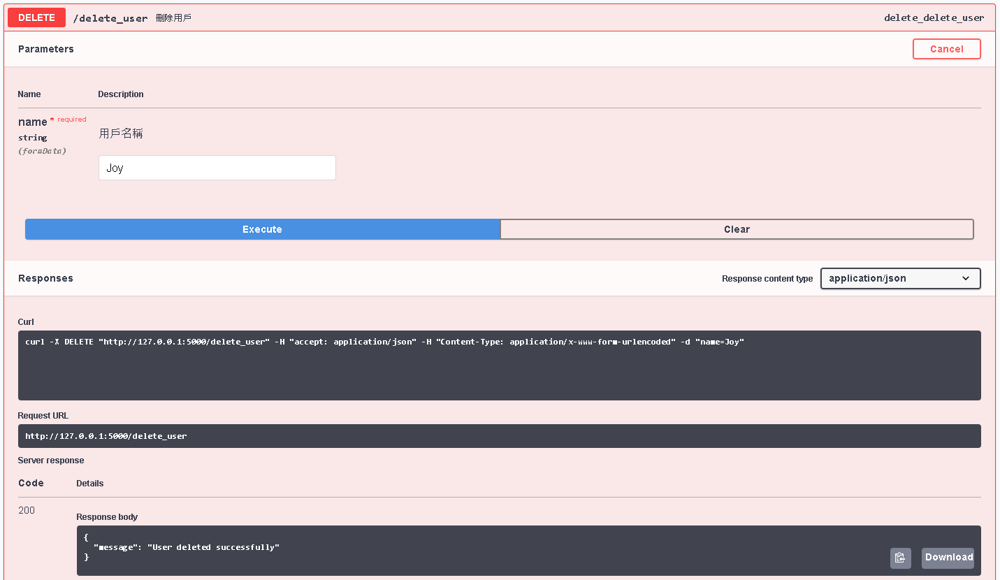 DELETE /delete_user 刪除用戶 delete_delete_user
Parameters Cancel
Name Description
name * required
string
(formData)
用戶名稱
Joy
Execute Clear
Responses Response content type application/json
Curl
curl -X DELETE "http://127.0.0.1:5000/delete_user" -H "accept: application/json" -H "Content-Type: application/x-www-form-urlencoded" -d "name=Joy"
Request URL
http://127.0.0.1:5000/delete_user
Server response
Code Details
200
Response body
{
"message": "User deleted successfully"
}
Download